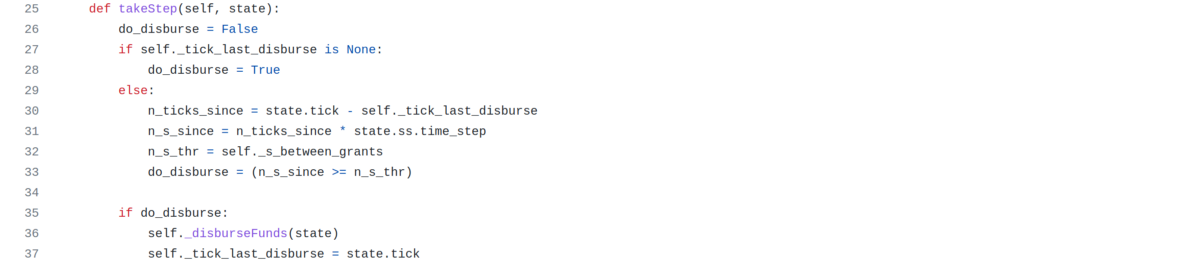 25 def takeStep(self, state):
26 do_disburse = False
27 if self._tick_last_disburse is None:
28 do_disburse = True
29 else:
30 n_ticks_since = state.tick - self._tick_last_disburse
31 n_s_since = n_ticks_since * state.ss.time_step
32 n_s_thr = self._s_between_grants
33 do_disburse = (n_s_since >= n_s_thr)
34
35 if do_disburse:
36 self._disburseFunds(state)
37 self._tick_last_disburse = state.tick